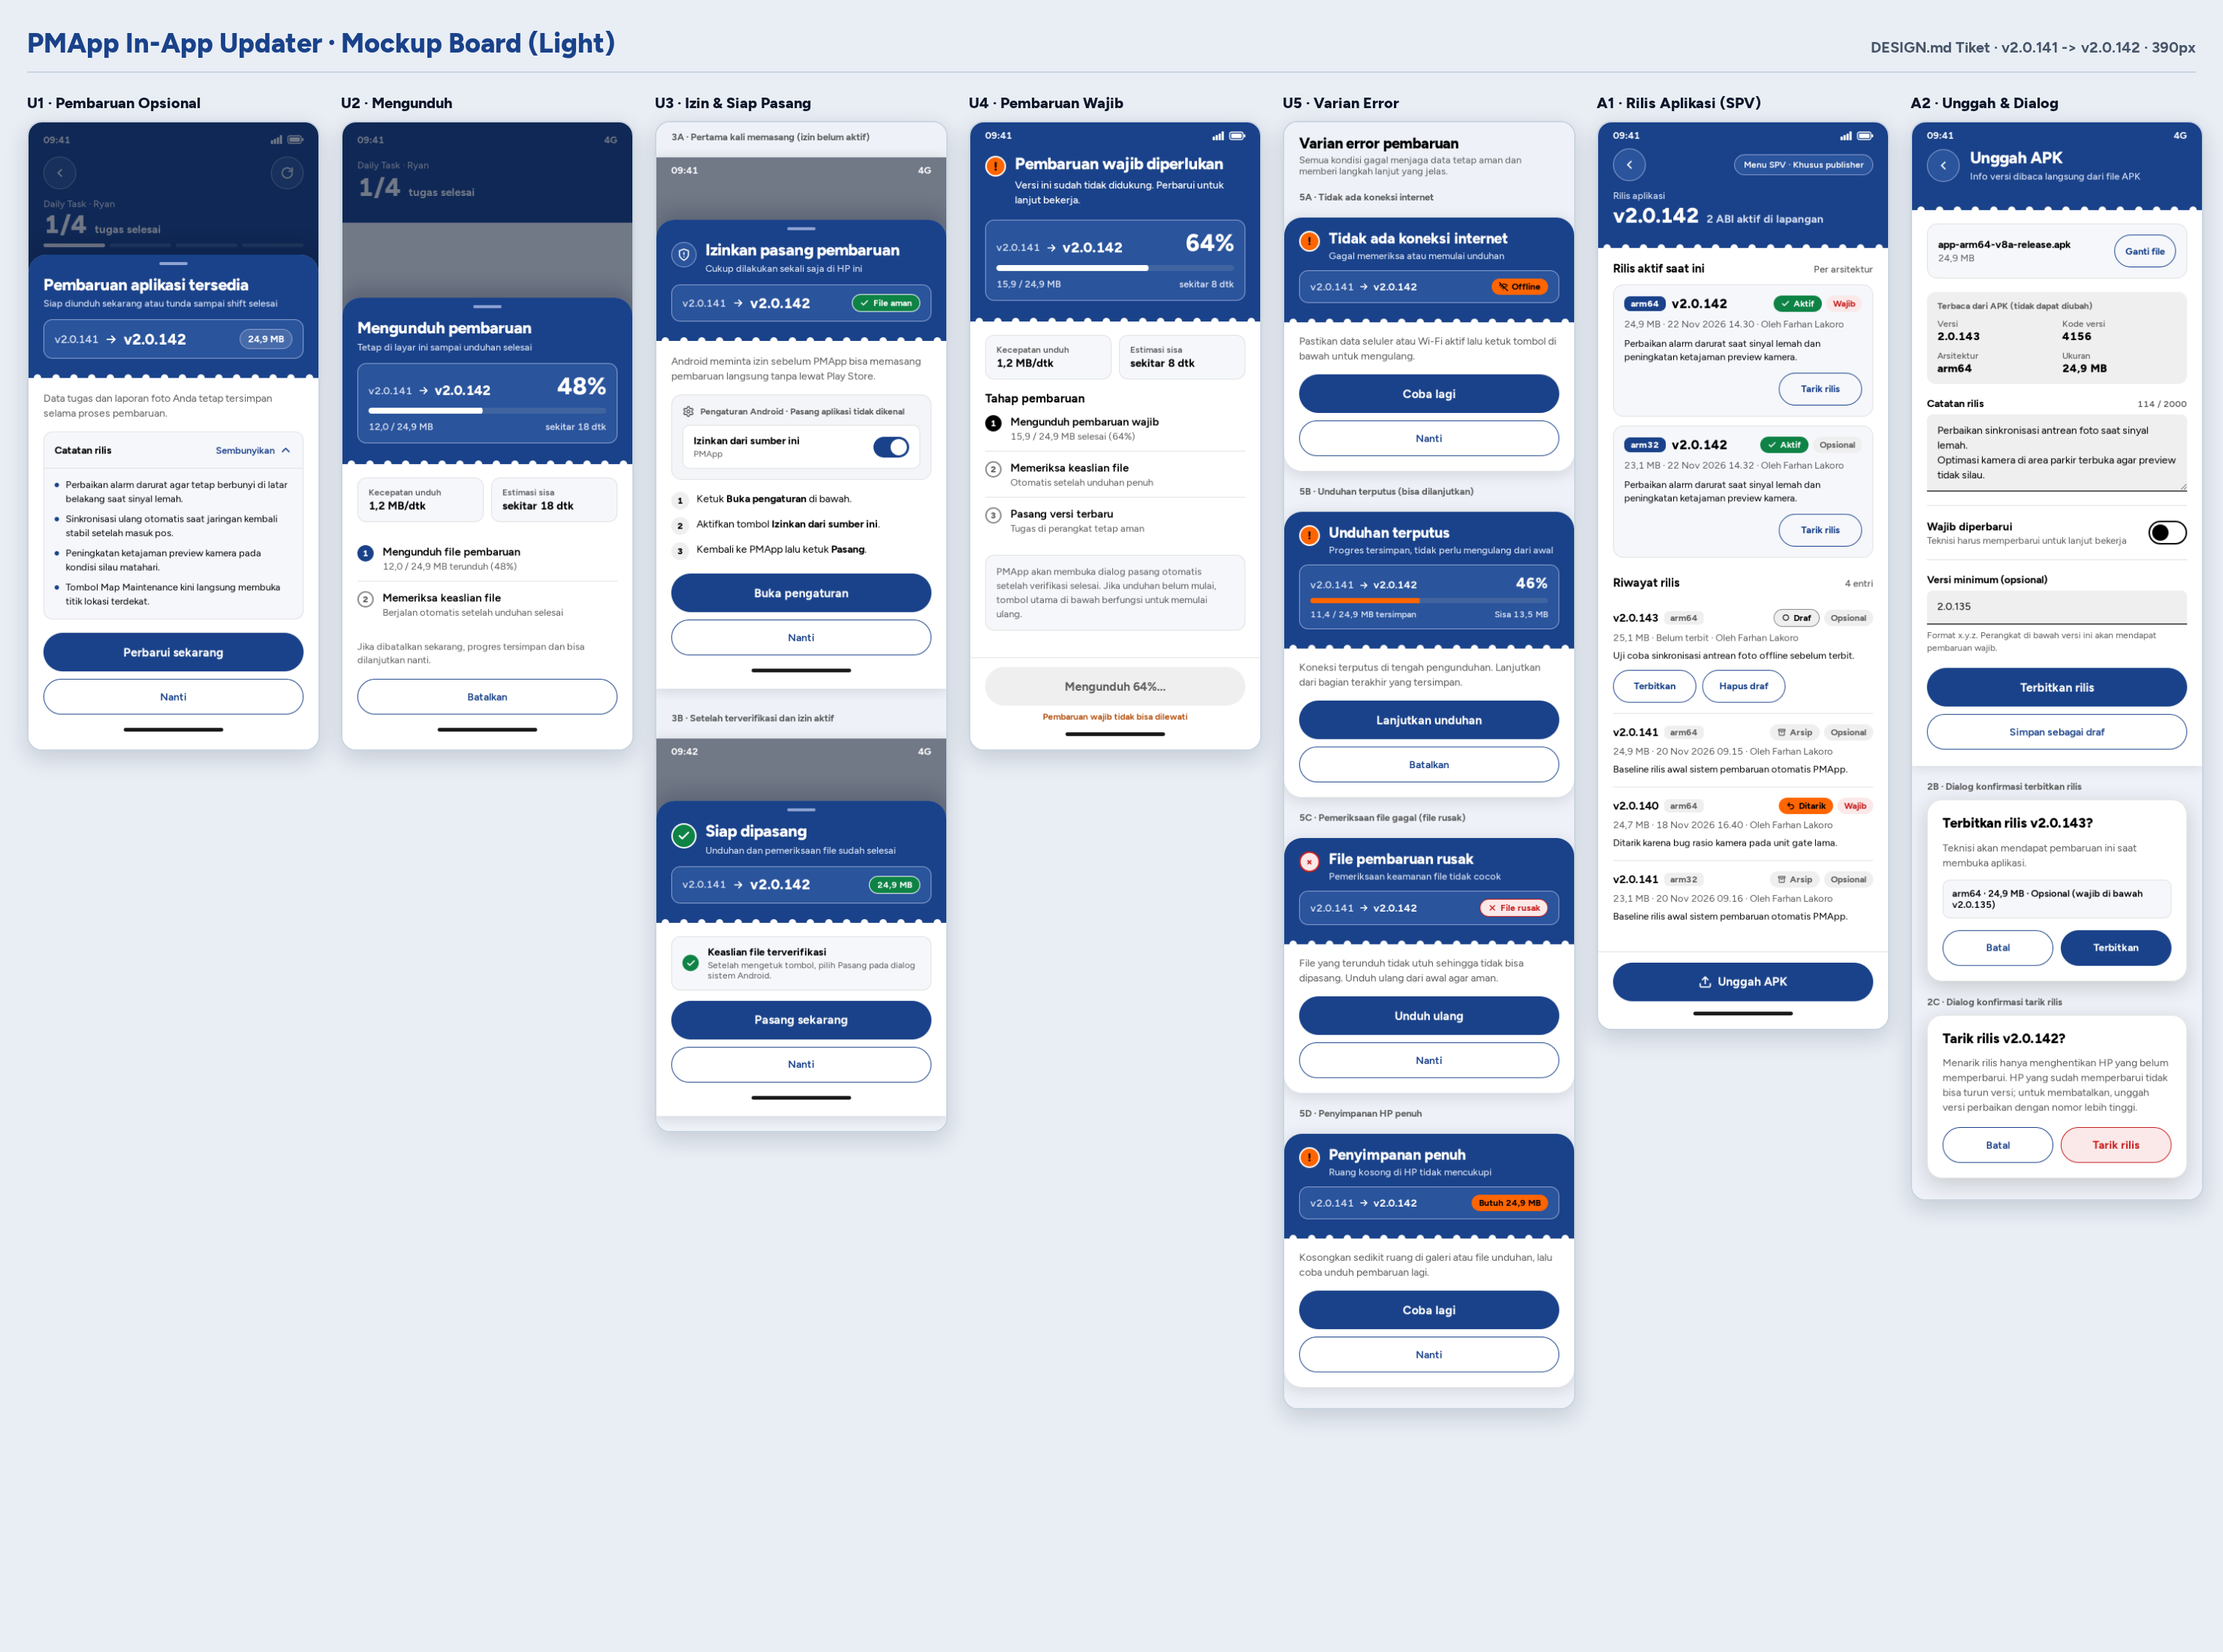 PMApp In-App Updater · Mockup Board (Light)
DESIGN.md Tiket · v2.0.141 -> v2.0.142 · 390px
U1 · Pembaruan Opsional
09:41
Daily Task · Ryan
1/4 tugas selesai
Pembaruan aplikasi tersedia
Siap diunduh sekarang atau tunda sampai shift selesai
v2.0.141 → v2.0.142
24,9 MB
Data tugas dan laporan foto Anda tetap tersimpan
selama proses pembaruan.
Catatan rilis
Sembunyikan
• Perbaikan alarm darurat agar tetap berbunyi di latar
belakang saat sinyal lemah.
• Sinkronisasi ulang otomatis saat jaringan kembali
stabil setelah masuk pos.
• Peningkatan ketajaman preview kamera pada
kondisi silau matahari.
• Tombol Map Maintenance kini langsung membuka
titik lokasi terdekat.
Perbarui sekarang
Nanti
U2 · Mengunduh
09:41
4G
Daily Task · Ryan
1/4 tugas selesai
Mengunduh pembaruan
Tetap di layar ini sampai unduhan selesai
v2.0.141 → v2.0.142
48%
12,0 / 24,9 MB
sekitar 18 dtk
Kecepatan unduh
1,2 MB/dtk
Estimasi sisa
sekitar 18 dtk
1 Mengunduh file pembaruan
12,0 / 24,9 MB terunduh (48%)
2 Memeriksa keaslian file
Berjalan otomatis setelah unduhan selesai
Jika dibatalkan sekarang, progres tersimpan dan bisa
dilanjutkan nanti.
Batalkan
U3 · Izin & Siap Pasang
3A · Pertama kali memasang (izin belum aktif)
09:41
4G
Izinkan pasang pembaruan
Cukup dilakukan sekali saja di HP ini
v2.0.141 → v2.0.142
File aman
Android meminta izin sebelum PMApp bisa memasang
pembaruan langsung tanpa lewat Play Store.
Pengaturan Android · Pasang aplikasi tidak dikenal
Izinkan dari sumber ini
PMApp
1 Ketuk Buka pengaturan di bawah.
2 Aktifkan tombol Izinkan dari sumber ini.
3 Kembali ke PMApp lalu ketuk Pasang.
Buka pengaturan
Nanti
3B · Setelah terverifikasi dan izin aktif
09:42
4G
Siap dipasang
Unduhan dan pemeriksaan file sudah selesai
v2.0.141 → v2.0.142
24,9 MB
Keaslian file terverifikasi
Setelah mengetuk tombol, pilih Pasang pada dialog
sistem Android.
Pasang sekarang
Nanti
U4 · Pembaruan Wajib
09:41
! Pembaruan wajib diperlukan
Versi ini sudah tidak didukung. Perbarui untuk
lanjut bekerja.
v2.0.141 → v2.0.142
64%
15,9 / 24,9 MB
sekitar 8 dtk
Kecepatan unduh
1,2 MB/dtk
Estimasi sisa
sekitar 8 dtk
Tahap pembaruan
1 Mengunduh pembaruan wajib
15,9 / 24,9 MB selesai (64%)
2 Memeriksa keaslian file
Otomatis setelah unduhan penuh
3 Pasang versi terbaru
Tugas di perangkat tetap aman
PMApp akan membuka dialog pasang otomatis
setelah verifikasi selesai. Jika unduhan belum mulai,
tombol utama di bawah berfungsi untuk memulai
ulang.
Mengunduh 64%...
Pembaruan wajib tidak bisa dilewati
U5 · Varian Error
Varian error pembaruan
Semua kondisi gagal menjaga data tetap aman dan
memberi langkah lanjut yang jelas.
5A · Tidak ada koneksi internet
! Tidak ada koneksi internet
Gagal memeriksa atau memulai unduhan
v2.0.141 → v2.0.142
Offline
Pastikan data seluler atau Wi-Fi aktif lalu ketuk tombol di
bawah untuk mengulang.
Coba lagi
Nanti
5B · Unduhan terputus (bisa dilanjutkan)
! Unduhan terputus
Progres tersimpan, tidak perlu mengulang dari awal
v2.0.141 → v2.0.142
46%
11,4 / 24,9 MB tersimpan
Sisa 13,5 MB
Koneksi terputus di tengah pengunduhan. Lanjutkan
dari bagian terakhir yang tersimpan.
Lanjutkan unduhan
Batalkan
5C · Pemeriksaan file gagal (file rusak)
File pembaruan rusak
Pemeriksaan keamanan file tidak cocok
v2.0.141 → v2.0.142
File rusak
File yang terunduh tidak utuh sehingga tidak bisa
dipasang. Unduh ulang dari awal agar aman.
Unduh ulang
Nanti
5D · Penyimpanan HP penuh
! Penyimpanan penuh
Ruang kosong di HP tidak mencukupi
v2.0.141 → v2.0.142
Butuh 24,9 MB
Kosongkan sedikit ruang di galeri atau file unduhan, lalu
coba unduh pembaruan lagi.
Coba lagi
Nanti
A1 · Rilis Aplikasi (SPV)
09:41
Menu SPV · Khusus publisher
Rilis aplikasi
v2.0.142 2 ABI aktif di lapangan
Rilis aktif saat ini
Per arsitektur
arm64 v2.0.142
Aktif
Wajib
24,9 MB · 22 Nov 2026 14.30 · Oleh Farhan Lakoro
Perbaikan alarm darurat saat sinyal lemah dan
peningkatan ketajaman preview kamera.
Tarik rilis
arm32 v2.0.142
Aktif
Opsional
23,1 MB · 22 Nov 2026 14.32 · Oleh Farhan Lakoro
Perbaikan alarm darurat saat sinyal lemah dan
peningkatan ketajaman preview kamera.
Tarik rilis
Riwayat rilis
4 entri
v2.0.143 arm64
Draf
Opsional
25,1 MB · Belum terbit · Oleh Farhan Lakoro
Uji coba sinkronisasi antrean foto offline sebelum terbit.
Terbitkan
Hapus draf
v2.0.141 arm64
Arsip
Opsional
24,9 MB · 20 Nov 2026 09.15 · Oleh Farhan Lakoro
Baseline rilis awal sistem pembaruan otomatis PMApp.
v2.0.140 arm64
Ditarik
Wajib
24,7 MB · 18 Nov 2026 16.40 · Oleh Farhan Lakoro
Ditarik karena bug rasio kamera pada unit gate lama.
v2.0.141 arm32
Arsip
Opsional
23,1 MB · 20 Nov 2026 09.16 · Oleh Farhan Lakoro
Baseline rilis awal sistem pembaruan otomatis PMApp.
Unggah APK
A2 · Unggah & Dialog
09:41
4G
Unggah APK
Info versi dibaca langsung dari file APK
app-arm64-v8a-release.apk
24,9 MB
Ganti file
Terbaca dari APK (tidak dapat diubah)
Versi
2.0.143
Kode versi
4156
Arsitektur
arm64
Ukuran
24,9 MB
Catatan rilis
114 / 2000
Perbaikan sinkronisasi antrean foto saat sinyal
lemah.
Optimasi kamera di area parkir terbuka agar preview
tidak silau.
Wajib diperbarui
Teknisi harus memperbarui untuk lanjut bekerja
Versi minimum (opsional)
2.0.135
Format x.y.z. Perangkat di bawah versi ini akan mendapat
pembaruan wajib.
Terbitkan rilis
Simpan sebagai draf
2B · Dialog konfirmasi terbitkan rilis
Terbitkan rilis v2.0.143?
Teknisi akan mendapat pembaruan ini saat
membuka aplikasi.
arm64 · 24,9 MB · Opsional (wajib di bawah
v2.0.135)
Batal
Terbitkan
2C · Dialog konfirmasi tarik rilis
Tarik rilis v2.0.142?
Menarik rilis hanya menghentikan HP yang belum
memperbarui. HP yang sudah memperbarui tidak
bisa turun versi; untuk membatalkan, unggah
versi perbaikan dengan nomor lebih tinggi.
Batal
Tarik rilis